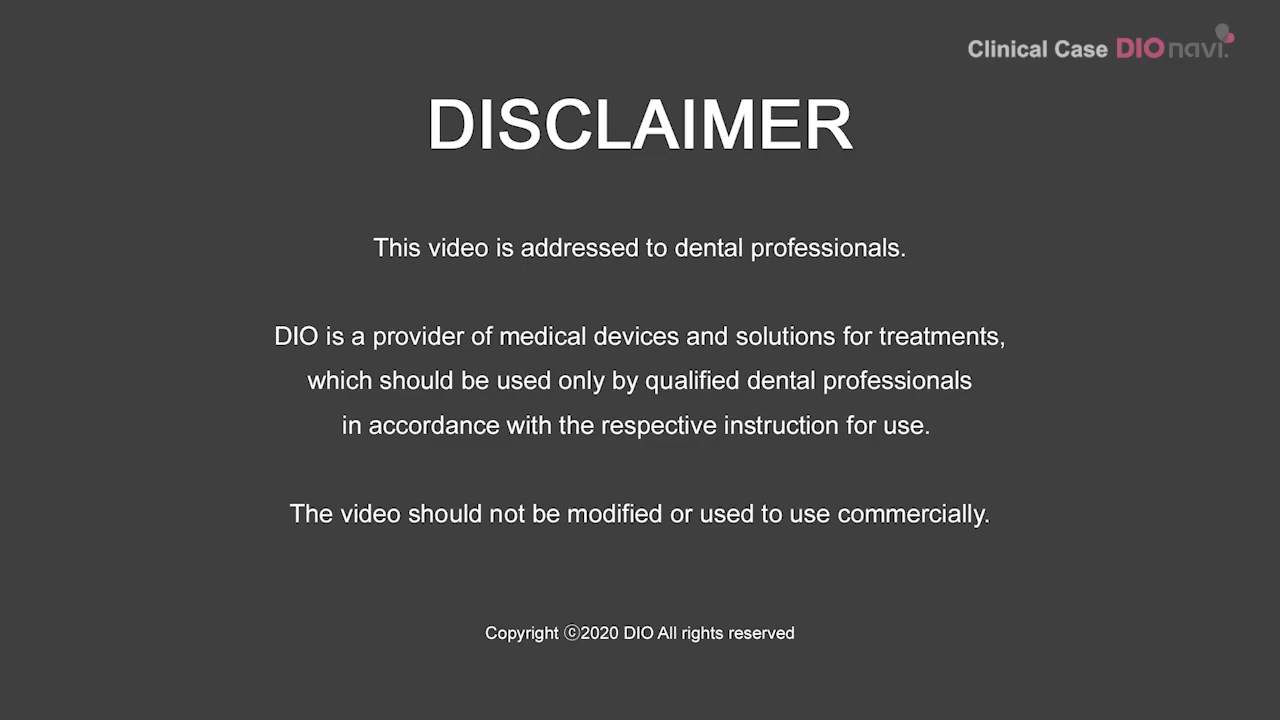 Clinical Case DIO navi.
DISCLAIMER
This video is addressed to dental professionals.
DIO is a provider of medical devices and solutions for treatments,
which should be used only by qualified dental professionals
in accordance with the respective instruction for use.
The video should not be modified or used to use commercially.
Copyright ⓒ2020 DIO All rights reserved